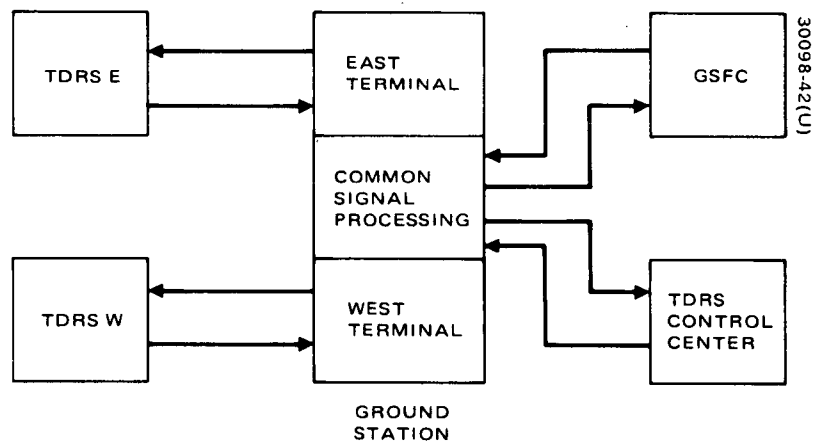 TDRS E
EAST
TERMINAL
GSFC
30098-42(U)
COMMON
SIGNAL
PROCESSING
TDRS W
WEST
TERMINAL
TDRS
CONTROL
CENTER
GROUND
STATION